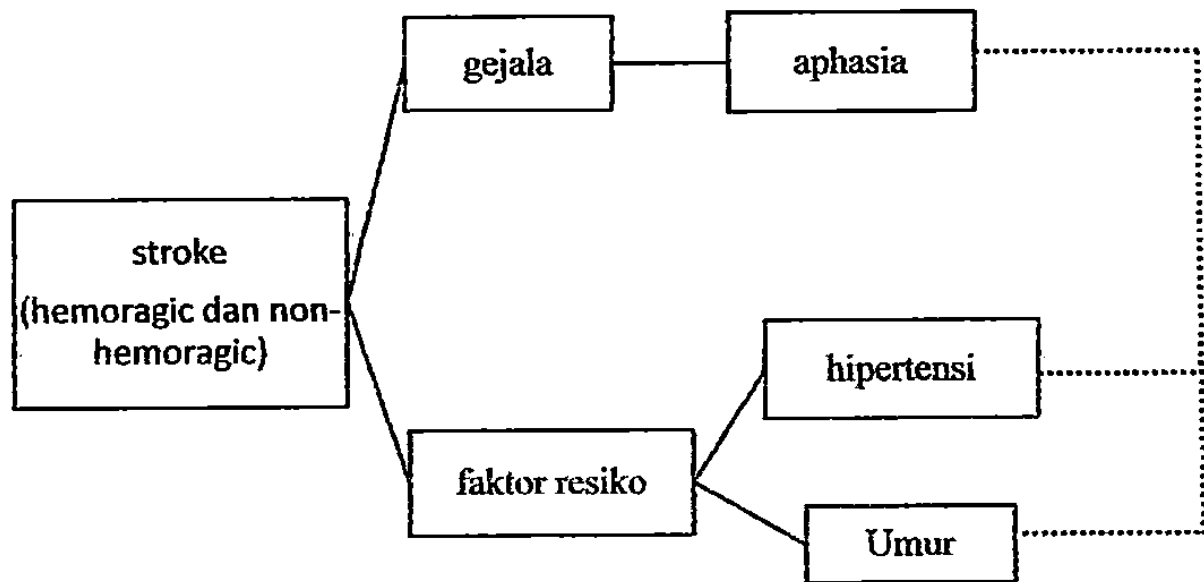 gejala
aphasia
stroke
(hemoragic dan non-
hemoragic)
hipertensi
faktor resiko
Umur